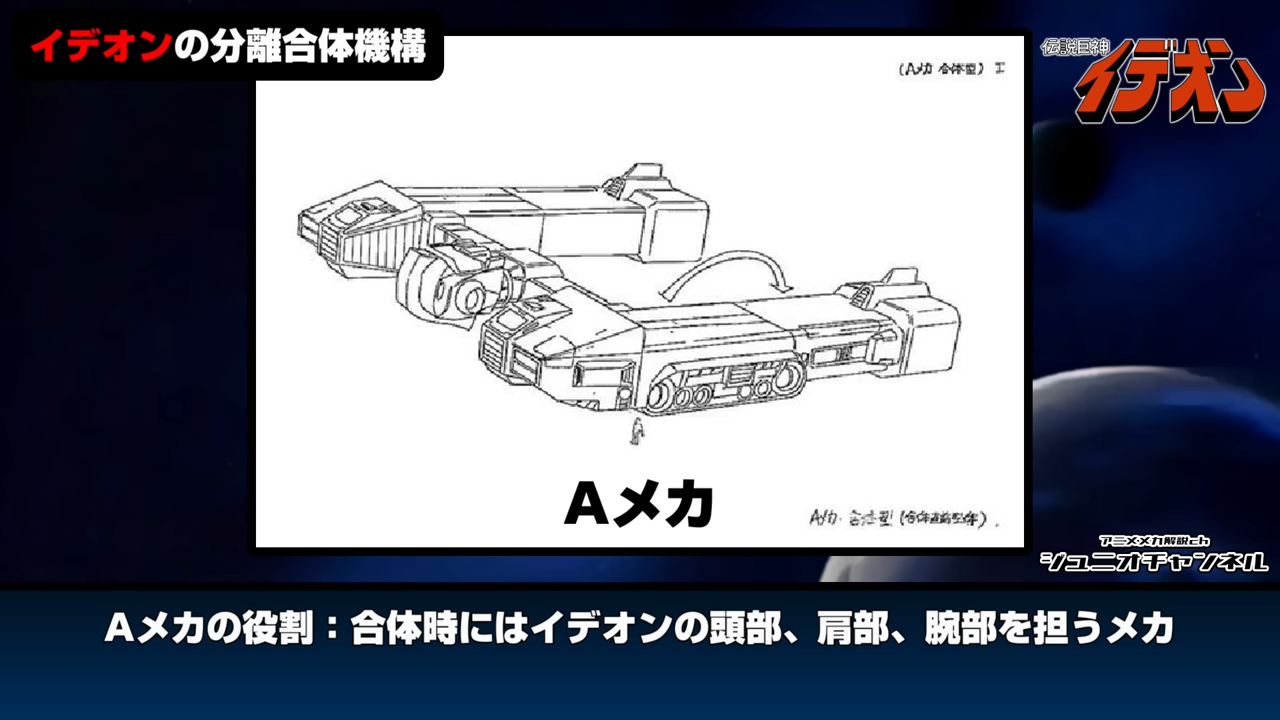 イデオンの分離合体機構
伝説巨神
イデオン
(Aメカ 合体型) I
Aメカ
アニメメカ解説ch
ジュニオチャンネル
Aメカの役割：合体時にはイデオンの頭部、肩部、腕部を担うメカ